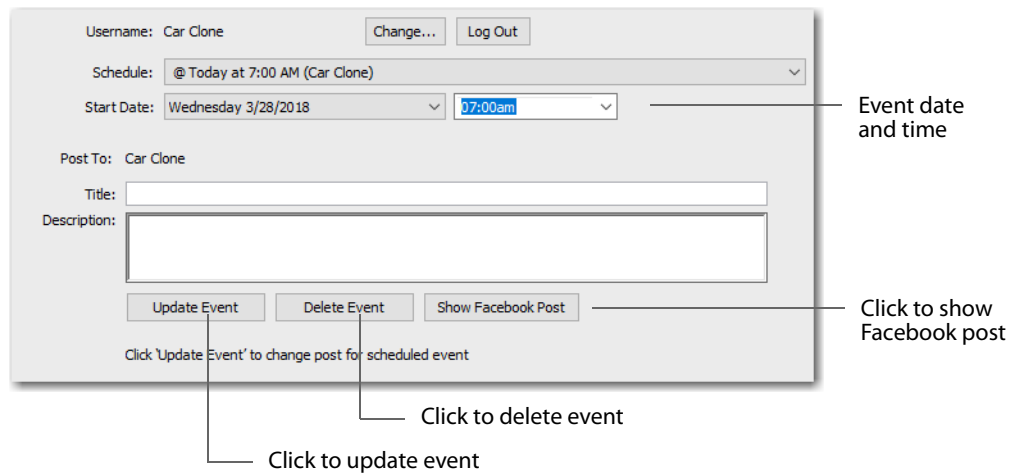 Username: Car Clone Change... Log Out
Schedule: @ Today at 7:00 AM (Car Clone)
Start Date: Wednesday 3/28/2018 07:00am
Event date
and time
Post To: Car Clone
Title:
Description:
Update Event Delete Event Show Facebook Post
Click to show
Facebook post
Click 'Update Event' to change post for scheduled event
Click to delete event
Click to update event